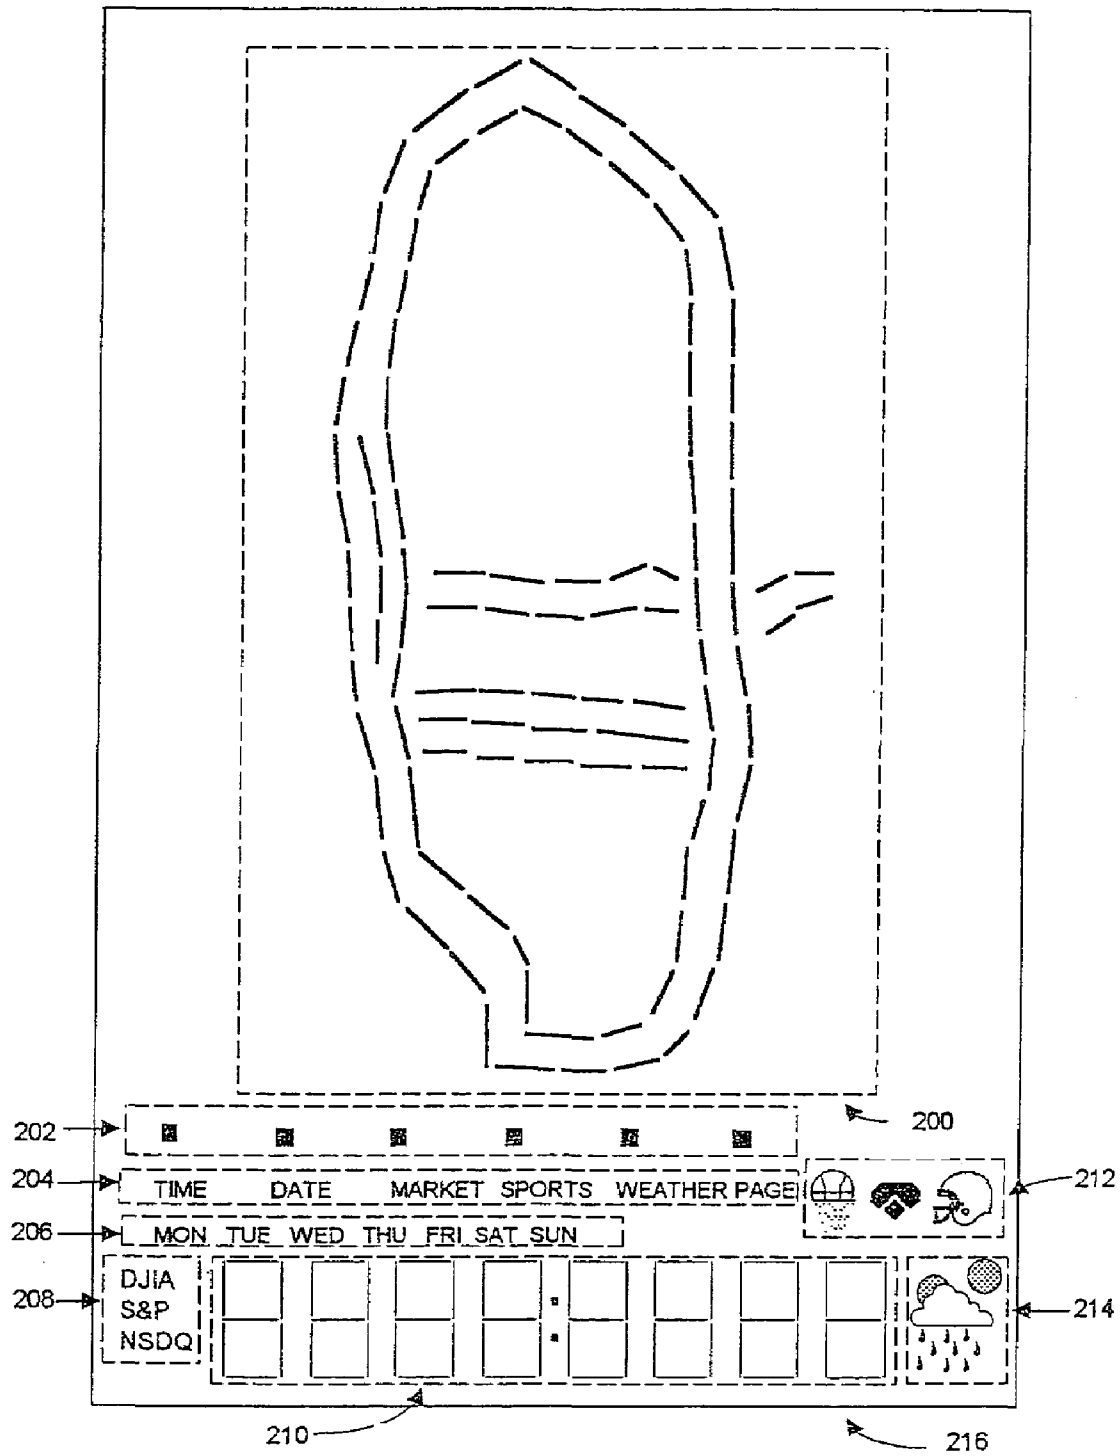 200
202
204 TIME DATE MARKET SPORTS WEATHER PAGE 212
206 MON TUE WED THU FRI SAT SUN
208 DJIA
S&P 214
NSDQ
210
216